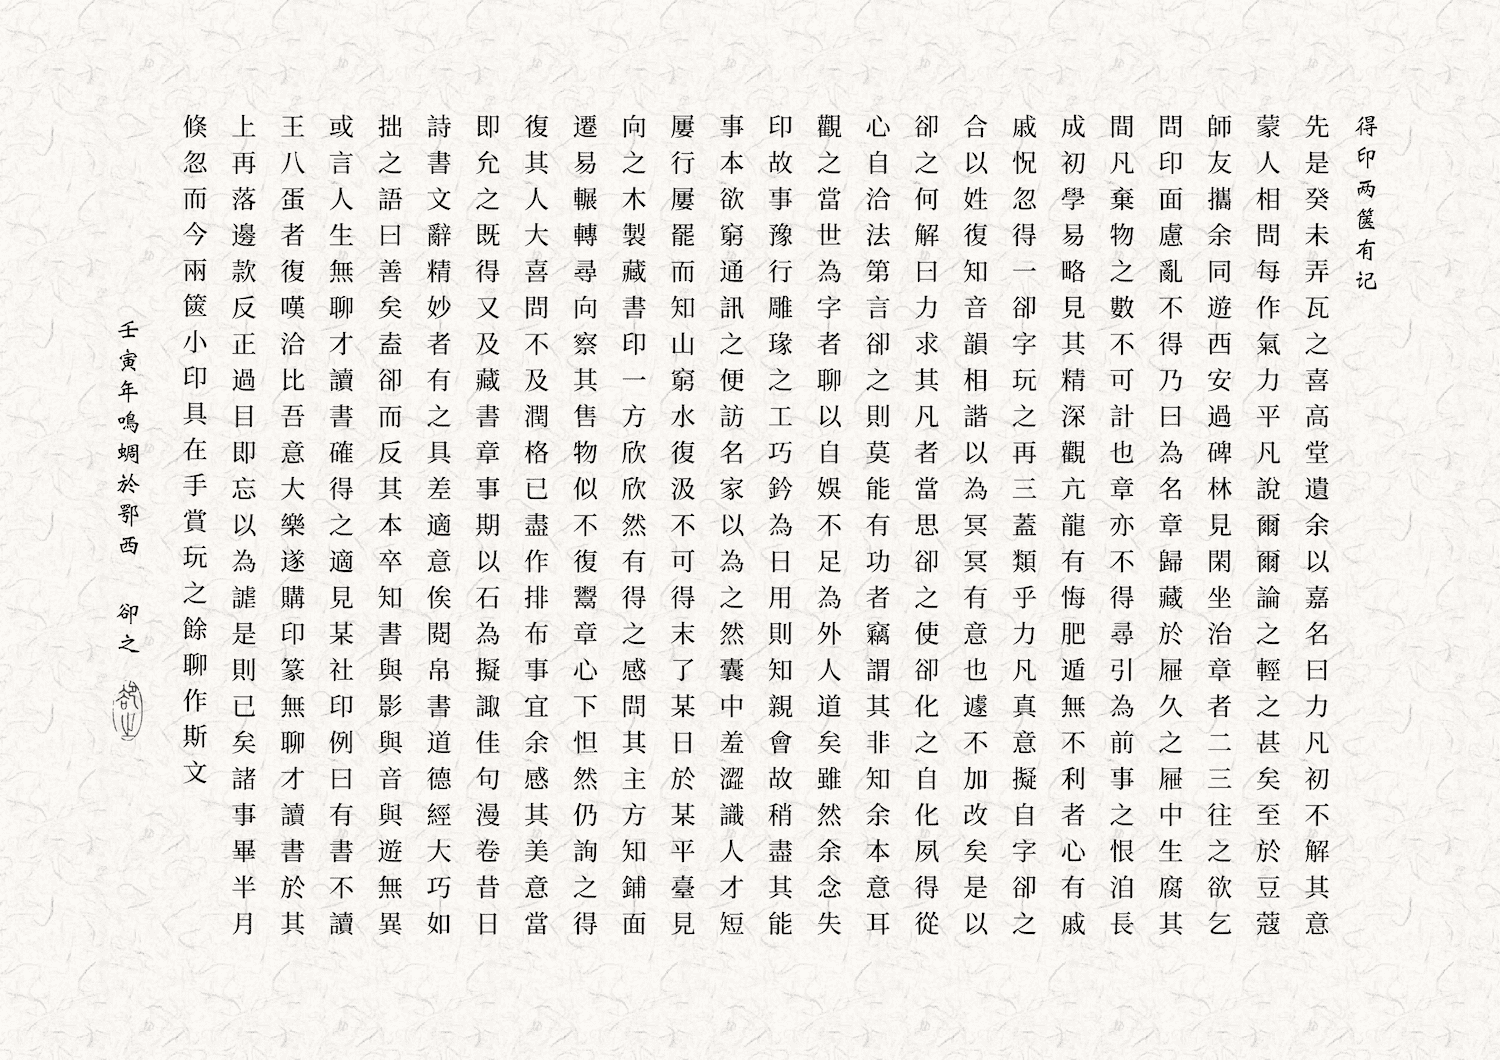 得印两箧有记
先是癸未弄瓦之喜高堂遺余以嘉名曰力凡初不解其意
蒙人相問每作氣力平凡說爾爾論之輕之甚矣至於豆蔻
師友攜余同遊西安過碑林見閑坐治章者二三往之欲乞
問印面慮亂不得乃曰為名章歸藏於屜久之屜中生腐其
間凡棄物之數不可計也章亦不得尋引為前事之恨洎長
成初學易略見其精深觀亢龍有悔肥遁無不利者心有戚
戚怳忽得一卻字玩之再三蓋類乎力凡真意擬自字卻之
合以姓復知音韻相諧以為冥冥有意也遽不加改矣是以
卻之何解曰力求其凡者當思卻之使卻化之自化夙得從
心自洽法第言卻之則莫能有功者竊謂其非知余本意耳
觀之當世為字者聊以自娛不足為外人道矣雖然余念失
印故事豫行雕瑑之工巧鈐為日用則知親會故稍盡其能
事本欲窮通訊之便訪名家以為之然囊中羞澀識人才短
屢行屢罷而知山窮水復汲不可得末了某日於某平臺見
向之木製藏書印一方欣欣然有得之感問其主方知鋪面
遷易輾轉尋向察其售物似不復鬻章心下怛然仍詢之得
復其人大喜問不及潤格已盡作排布事宜余感其美意當
即允之既得又及藏書章事期以石為擬諏佳句漫卷昔日
詩書文辭精妙者有之具差適意俟閱帛書道德經大巧如
拙之語曰善矣盍卻而反其本卒知書與影與音與遊無異
或言人生無聊才讀書確得之適見某社印例曰有書不讀
王八蛋者復嘆洽比吾意大樂遂購印篆無聊才讀書於其
上再落邊款反正過目即忘以為謔是則已矣諸事畢半月
倏忽而今兩篋小印具在手賞玩之餘聊作斯文
壬寅年鳴蜩於鄂西 卻之
卻之